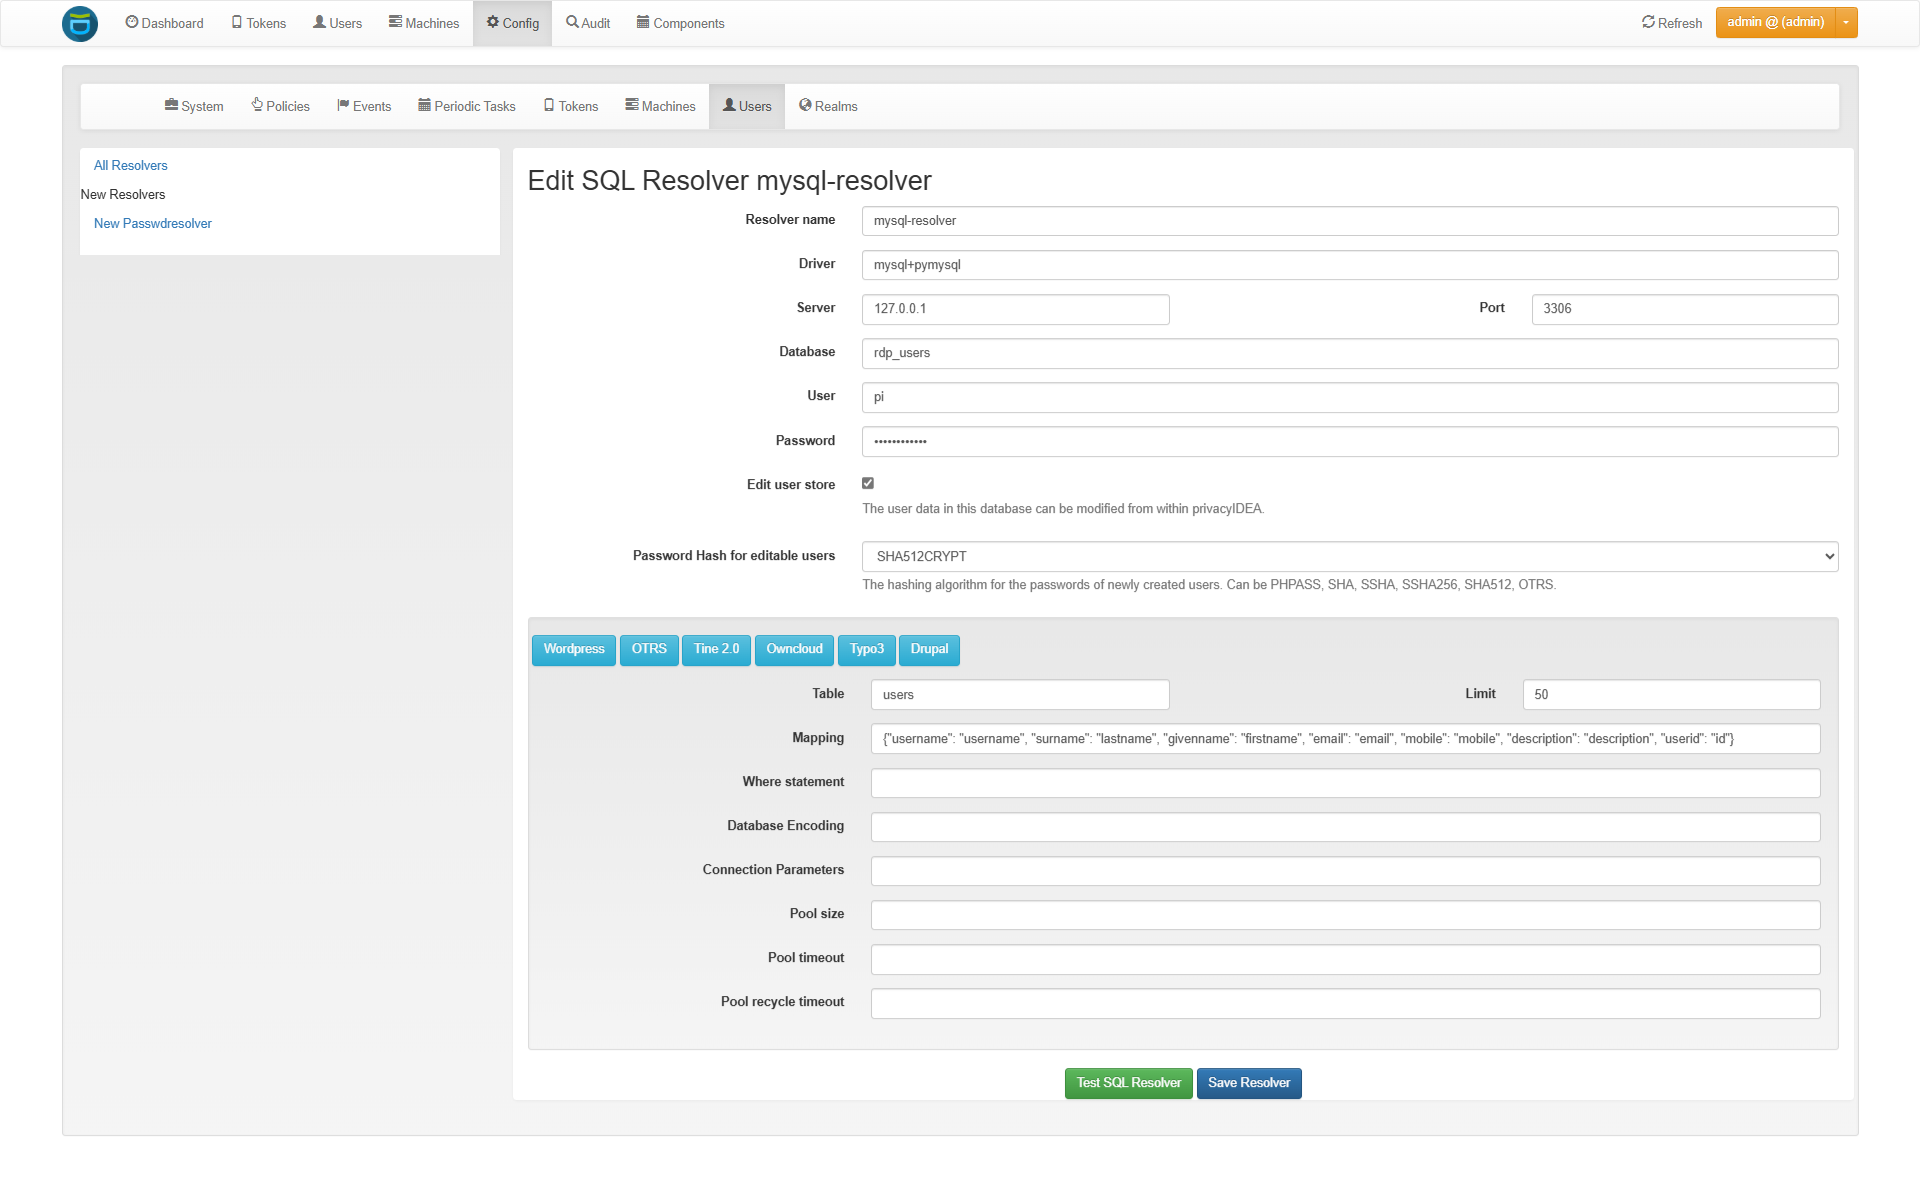 Dashboard Tokens Users Machines Config Audit Components Refresh admin @ (admin)
System Policies Events Periodic Tasks Tokens Machines Users Realms
All Resolvers
New Resolvers
New Passwdresolver
Edit SQL Resolver mysql-resolver
Resolver name mysql-resolver
Driver mysql+pymysql
Server 127.0.0.1 Port 3306
Database rdp_users
User pi
Password ••••••••••••
Edit user store
The user data in this database can be modified from within privacyIDEA.
Password Hash for editable users SHA512CRYPT
The hashing algorithm for the passwords of newly created users. Can be PHPASS, SHA, SSHA, SSHA256, SHA512, OTRS.
Wordpress OTRS Tine 2.0 Owncloud Typo3 Drupal
Table users Limit 50
Mapping {"username": "username", "surname": "lastname", "givenname": "firstname", "email": "email", "mobile": "mobile", "description": "description", "userid": "id"}
Where statement
Database Encoding
Connection Parameters
Pool size
Pool timeout
Pool recycle timeout
Test SQL Resolver Save Resolver